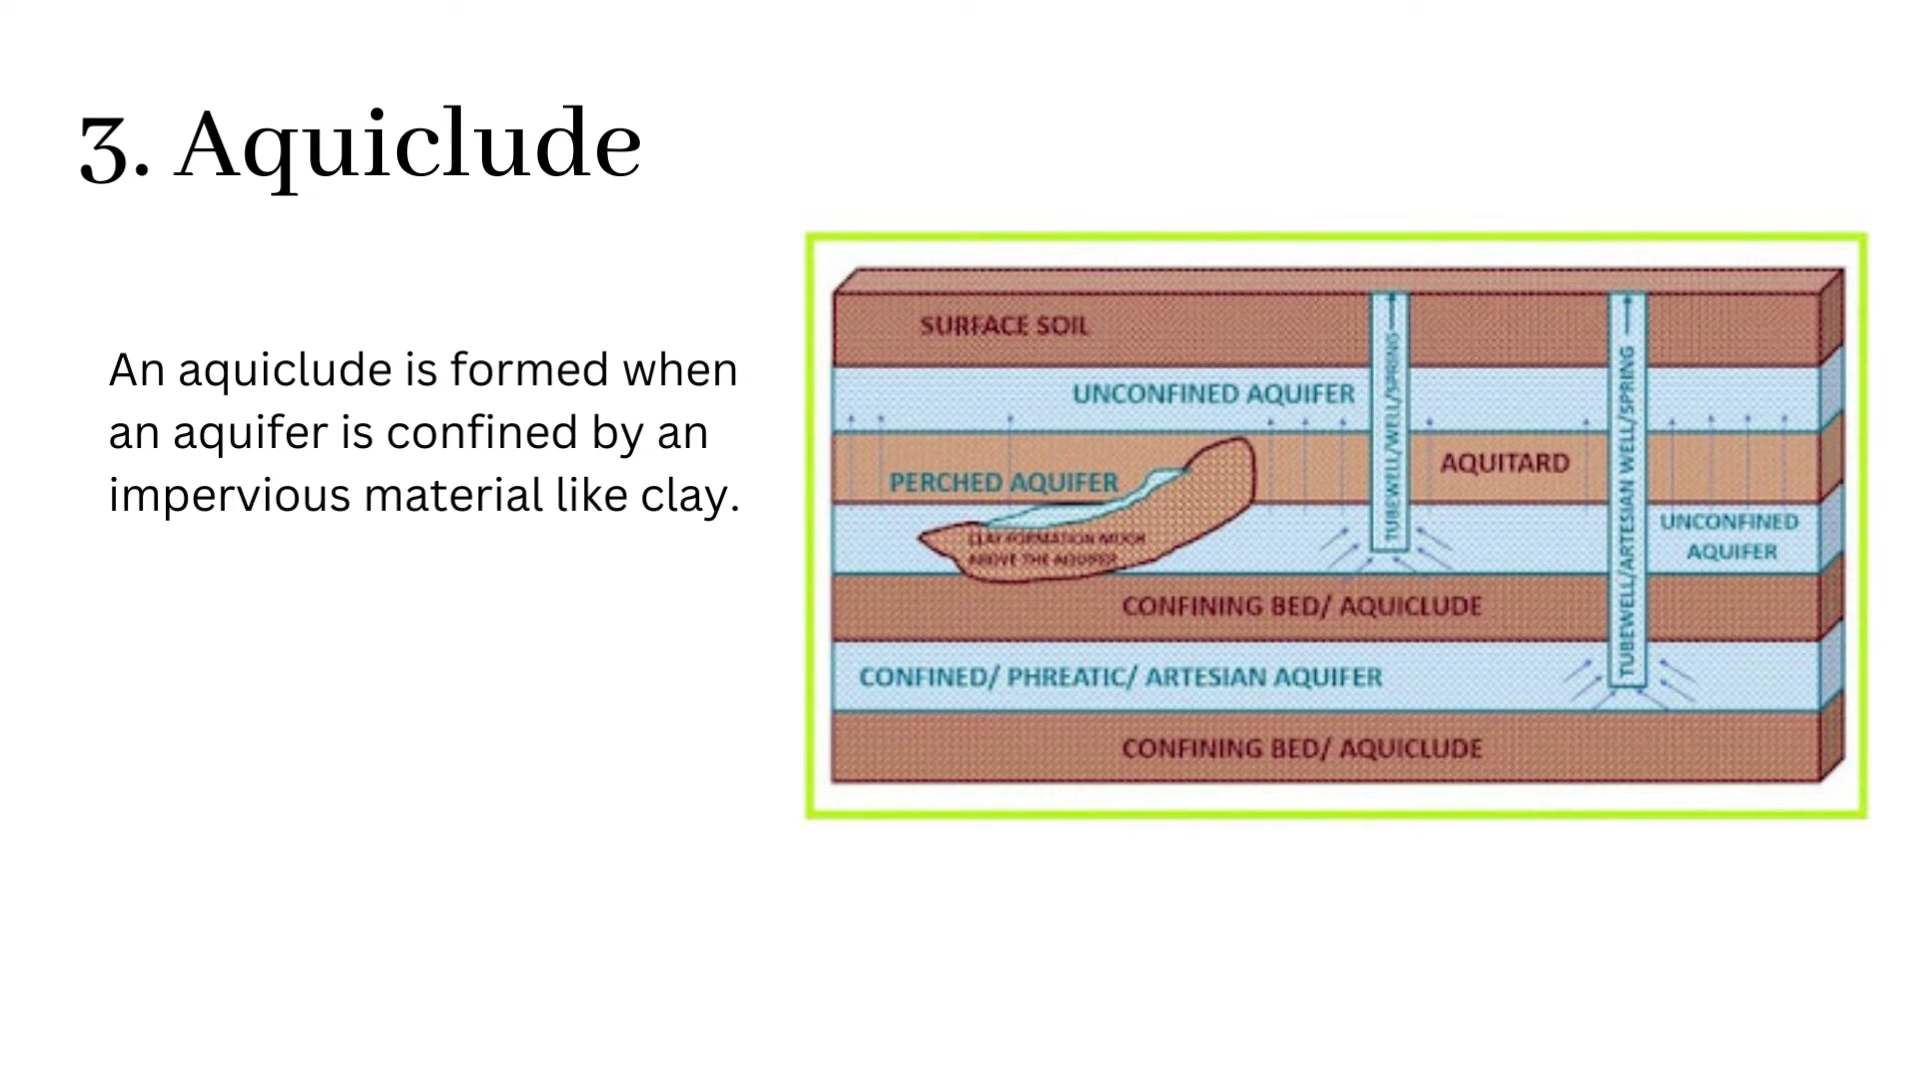 3. Aquiclude
An aquiclude is formed when
an aquifer is confined by an
impervious material like clay.
SURFACE SOIL
UNCONFINED AQUIFER
TUBEWELL/WELL/SPRING
TUBEWELL/ARTESIAN WELL/SPRING
AQUITARD
PERCHED AQUIFER
CLAY FORMATION MUCH
ABOVE THE AQUIFER
UNCONFINED
AQUIFER
CONFINING BED/ AQUICLUDE
CONFINED/ PHREATIC/ ARTESIAN AQUIFER
CONFINING BED/ AQUICLUDE